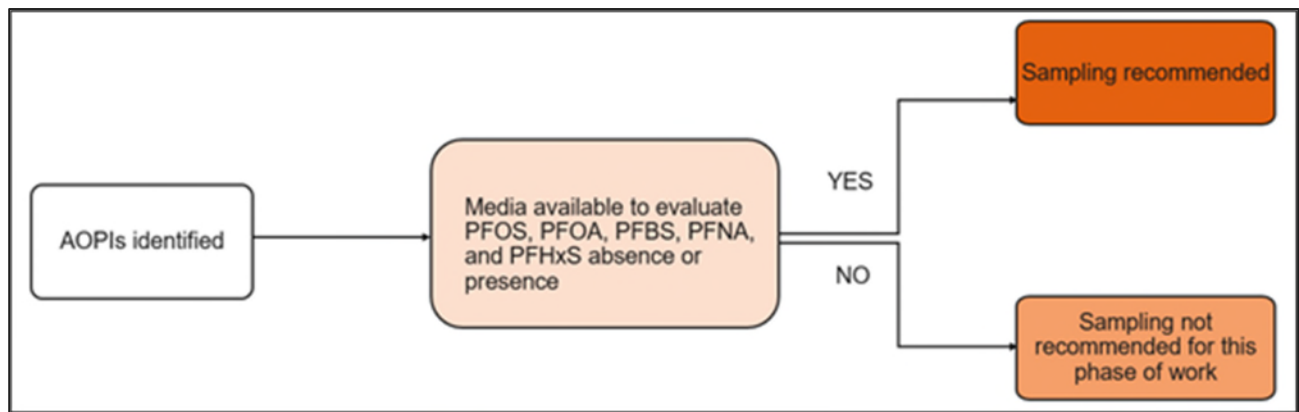 AOPIs identified
Media available to evaluate
PFOS, PFOA, PFBS, PFNA,
and PFHxS absence or
presence
YES
NO
Sampling recommended
Sampling not
recommended for this
phase of work